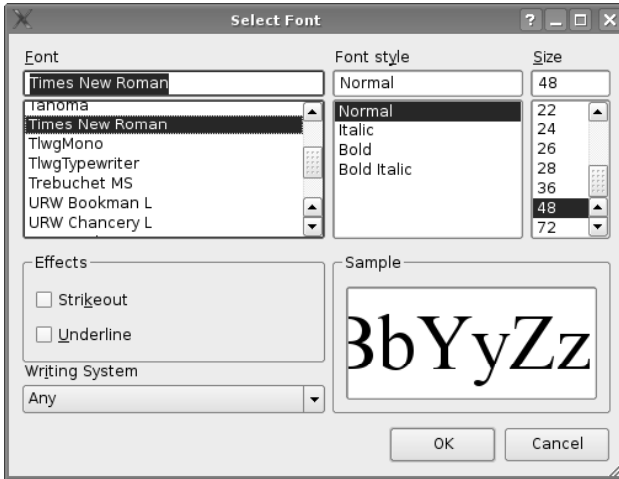 Select Font
Font
Font style
Size
Times New Roman
Normal
48
Tahoma
Times New Roman
TlwgMono
TlwgTypewriter
Trebuchet MS
URW Bookman L
URW Chancery L
Normal
Italic
Bold
Bold Italic
22
24
26
28
36
48
72
Effects
Strikeout
Underline
Sample
BbYyZz
Writing System
Any
OK
Cancel